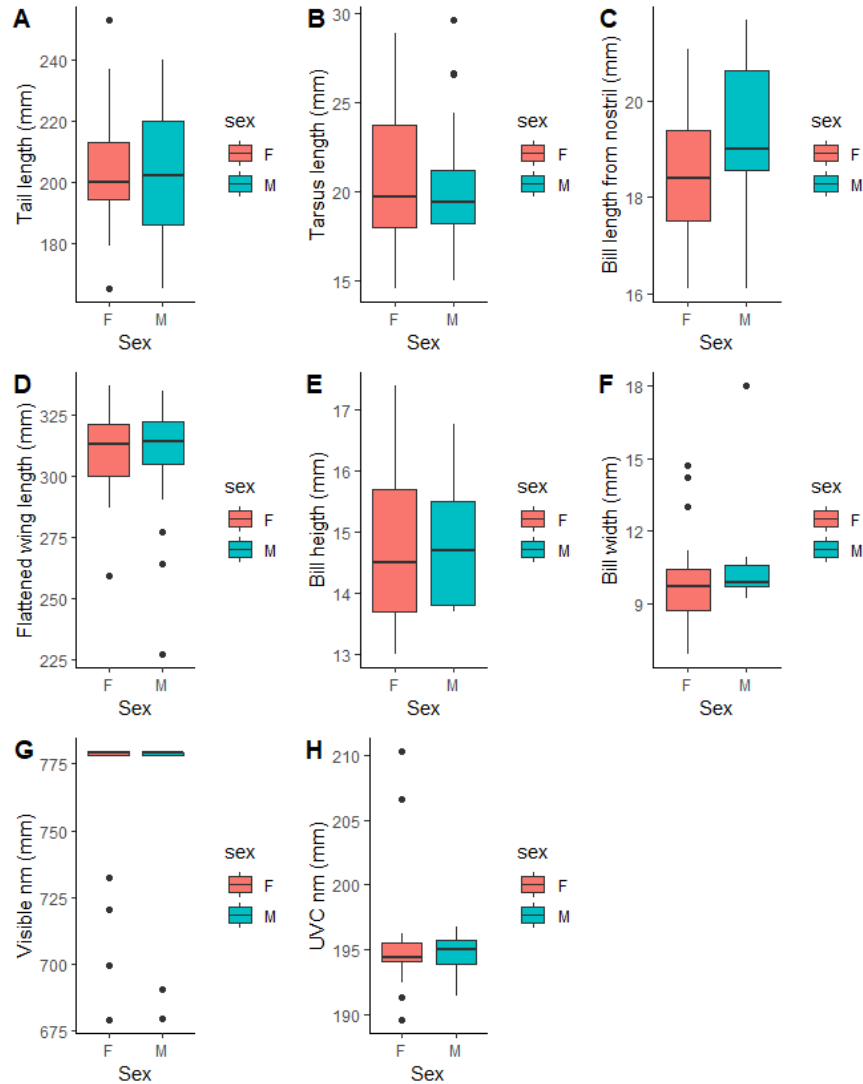 A
Tail length (mm)
240
220
200
180
F
M
Sex
sex
F
M
B
Tarsus length (mm)
30
25
20
15
F
M
Sex
sex
F
M
C
Bill length from nostril (mm)
20
18
16
F
M
Sex
sex
F
M
D
Flattened wing length (mm)
325
300
275
250
225
F
M
Sex
sex
F
M
E
Bill heigth (mm)
17
16
15
14
13
F
M
Sex
sex
F
M
F
Bill width (mm)
18
15
12
9
F
M
Sex
sex
F
M
G
Visible nm (mm)
775
750
725
700
675
F
M
Sex
sex
F
M
H
UVC nm (mm)
210
205
200
195
190
F
M
Sex
sex
F
M